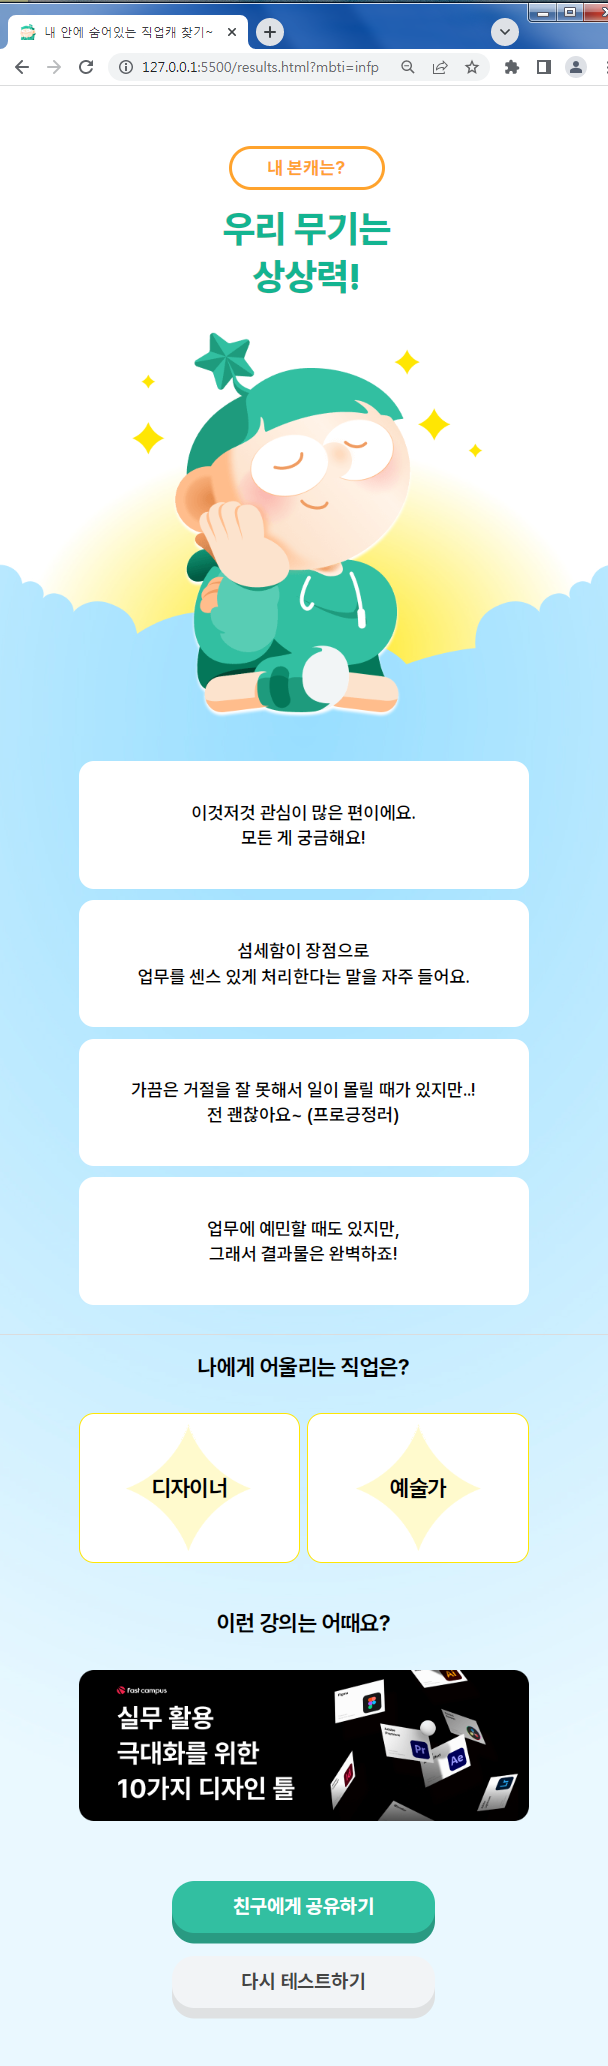 내 안에 숨어있는 직업캐 찾기~
127.0.0.1:5500/results.html?mbti=infp
내 본캐는?
우리 무기는
상상력!
이것저것 관심이 많은 편이에요.
모든 게 궁금해요!
섬세함이 장점으로
업무를 센스 있게 처리한다는 말을 자주 들어요.
가끔은 거절을 잘 못해서 일이 몰릴 때가 있지만..!
전 괜찮아요~ (프로긍정러)
업무에 예민할 때도 있지만,
그래서 결과물은 완벽하죠!
나에게 어울리는 직업은?
디자이너
예술가
이런 강의는 어때요?
fast campus
실무 활용
극대화를 위한
10가지 디자인 툴
Pr
Ae
친구에게 공유하기
다시 테스트하기